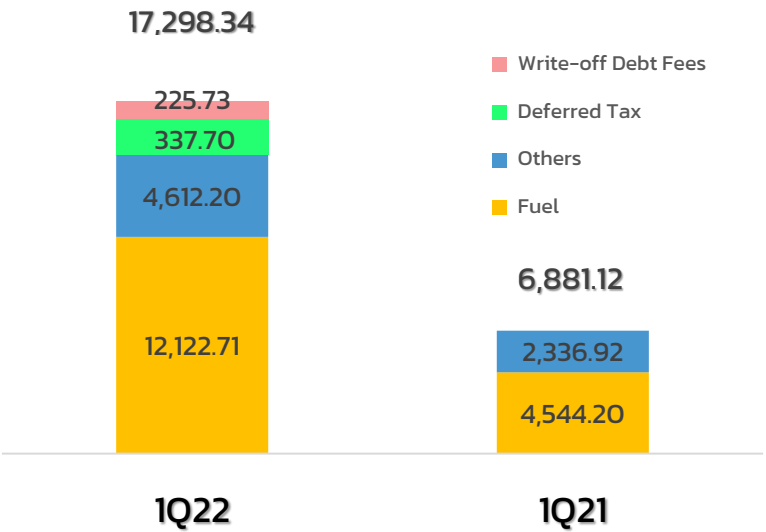 17,298.34
Write-off Debt Fees
225.73
Deferred Tax
337.70
Others
4,612.20
Fuel
6,881.12
12,122.71
2,336.92
4,544.20
1Q22
1Q21